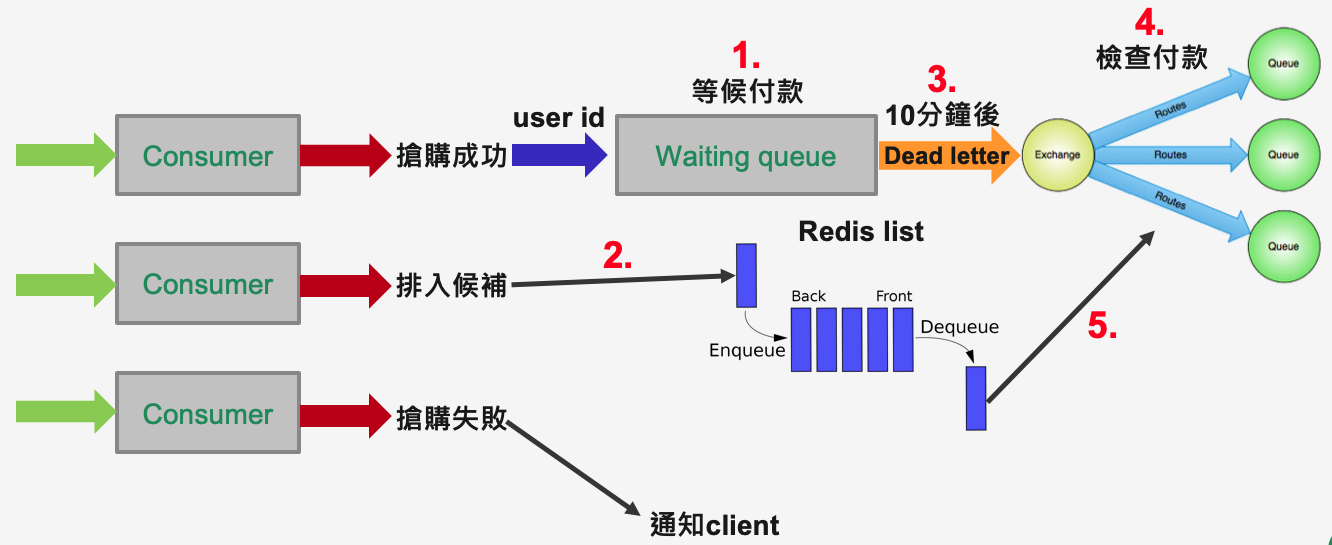 Consumer
搶購成功
user id
1.
等候付款
Waiting queue
3.
10分鐘後
Dead letter
Exchange
4.
檢查付款
Routes
Routes
Routes
Queue
Queue
Queue
Consumer
排入候補
2.
Redis list
Back
Front
Enqueue
Dequeue
5.
Consumer
搶購失敗
通知client